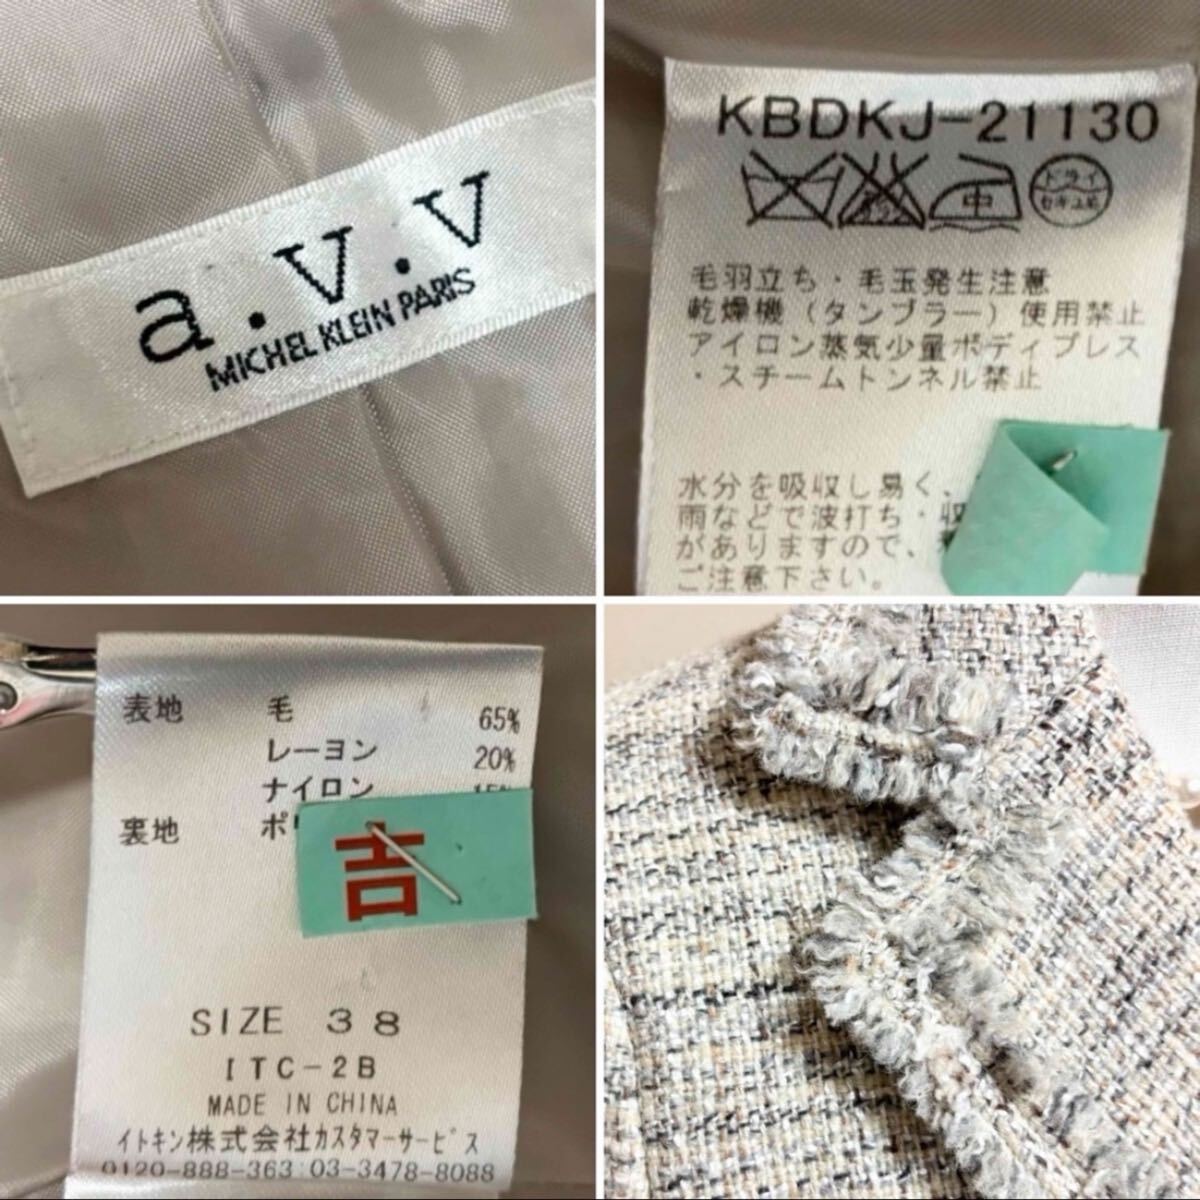 a.v.v
MICHEL KLEIN PARIS
KBDKJ-21130
中
ドライ
セキユ系
毛羽立ち・毛玉発生注意
乾燥機（タンブラー）使用禁止
アイロン蒸気少量ボディプレス
・スチームトンネル禁止
水分を吸収し易く、
雨などで波打ち・収
がありますので、
ご注意下さい。
表地 毛 65%
レーヨン 20%
ナイロン 15%
裏地 ポ
吉
SIZE 38
ITC-2B
MADE IN CHINA
イトキン株式会社カスタマーサービス
0120-888-363 03-3478-8088